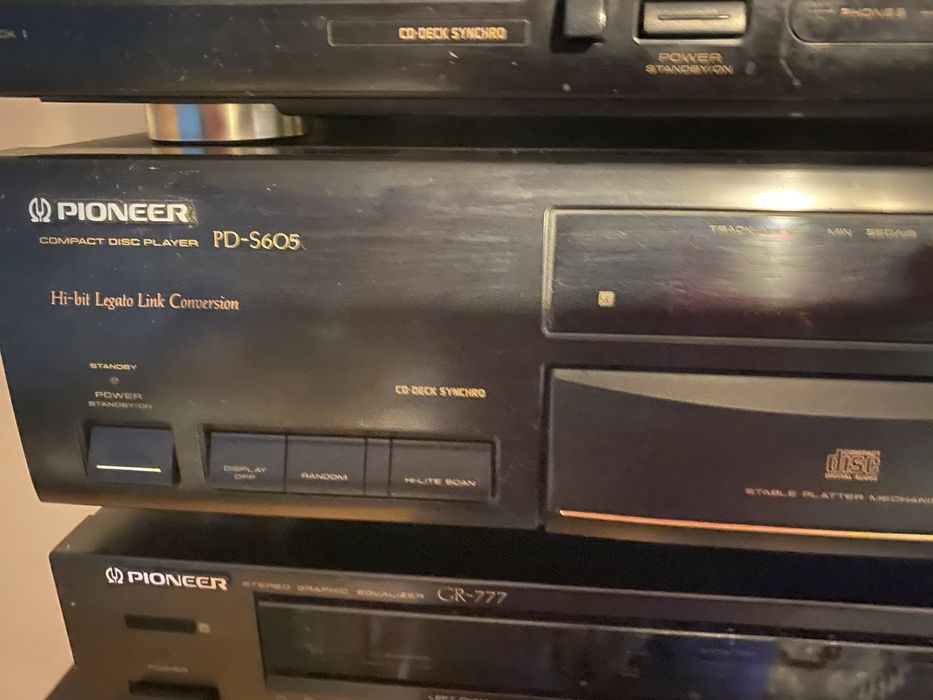 CD·DECK SYNCHRO
PHONES
POWER
STANDBY/ON
PIONEER
COMPACT DISC PLAYER PD-S605
TRACK MIN SEC
Hi-bit Legato Link Conversion
STANDBY
POWER
STANDBY/ON
CD·DECK SYNCHRO
DISPLAY
OFF
RANDOM
HI-LITE SCAN
COMPACT
disc
DIGITAL AUDIO
STABLE PLATTER
PIONEER STEREO GRAPHIC EQUALIZER GR-777
POWER